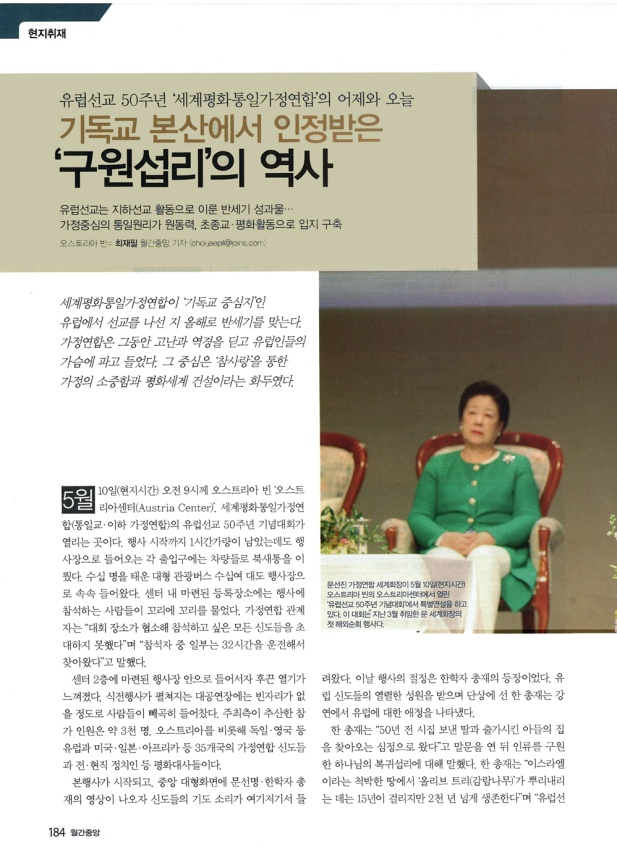 현지취재
유럽선교 50주년 '세계평화통일가정연합'의 어제와 오늘
기독교 본산에서 인정받은
'구원섭리'의 역사
유럽선교는 지하선교 활동으로 이룬 반세기 성과물…
가정중심의 통일원리가 원동력, 초종교·평화활동으로 입지 구축
오스트리아 빈= 최재필 월간중앙 기자 〈choi.jaepil@joins.com〉
세계평화통일가정연합이 '기독교 중심지'인
유럽에서 선교를 나선 지 올해로 반세기를 맞는다.
가정연합은 그동안 고난과 역경을 딛고 유럽인들의
가슴에 파고 들었다. 그 중심은 '참사랑'을 통한
가정의 소중함과 평화세계 건설이라는 화두였다.
5월 10일(현지시간) 오전 9시께 오스트리아 빈 '오스트
리아센터(Austria Center)'. 세계평화통일가정연
합(통일교·이하 가정연합)의 유럽선교 50주년 기념대회가
열리는 곳이다. 행사 시작까지 1시간가량이 남았는데도 행
사장으로 들어오는 각 출입구에는 차량들로 북새통을 이
뤘다. 수십 명을 태운 대형 관광버스 수십여 대도 행사장으
로 속속 들어왔다. 센터 내 마련된 등록장소에는 행사에
참석하는 사람들이 꼬리에 꼬리를 물었다. 가정연합 관계
자는 "대회 장소가 협소해 참석하고 싶은 모든 신도들을 초
대하지 못했다"며 "참석자 중 일부는 32시간을 운전해서
찾아왔다"고 말했다.
센터 2층에 마련된 행사장 안으로 들어서자 후끈 열기가
느껴졌다. 식전행사가 펼쳐지는 대공연장에는 빈자리가 없
을 정도로 사람들이 빼곡히 들어찼다. 주최측이 추산한 참
가 인원은 약 3천 명. 오스트리아를 비롯해 독일·영국 등
유럽과 미국·일본·아프리카 등 35개국의 가정연합 신도들
과 전·현직 정치인 등 평화대사들이다.
본행사가 시작되고, 중앙 대형화면에 문선명·한학자 총
재의 영상이 나오자 신도들의 기도 소리가 여기저기서 들
문선진 가정연합 세계회장이 5월 10일(현지시간)
오스트리아 빈의 오스트리아센터에서 열린
'유럽선교 50주년 기념대회'에서 특별연설을 하고
있다. 이 대회는 지난 3월 취임한 문 세계회장의
첫 해외순회 행사다.
려왔다. 이날 행사의 절정은 한학자 총재의 등장이었다. 유
럽 신도들의 열렬한 성원을 받으며 단상에 선 한 총재는 강
연에서 유럽에 대한 애정을 나타냈다.
한 총재는 "50년 전 시집 보낸 딸과 출가시킨 아들의 집
을 찾아오는 심정으로 왔다"고 말문을 연 뒤 인류를 구원
한 하나님의 복귀섭리에 대해 말했다. 한 총재는 "이스라엘
이라는 척박한 땅에서 '올리브 트리(감람나무)'가 뿌리내리
는 데는 15년이 걸리지만 2천 년 넘게 생존한다"며 "유럽선
184 월간중앙